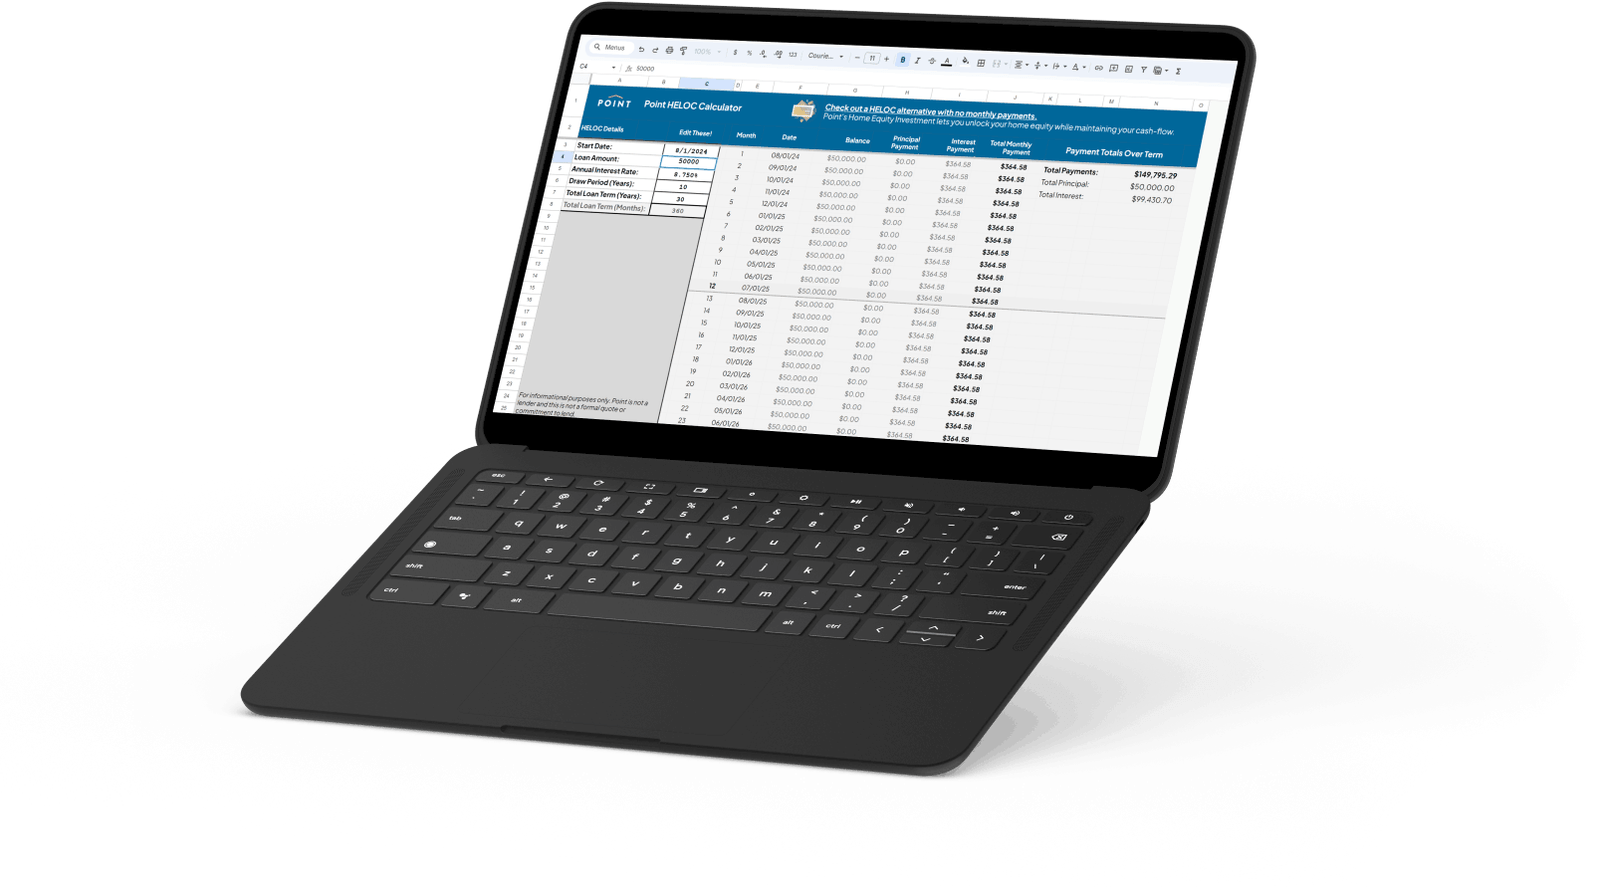 Menus 100% $ % .0 .00 123 Courie... 11 B I A
C4 fx 50000
A B C D E F G H I J K L M N O
POINT Point HELOC Calculator Check out a HELOC alternative with no monthly payments.
Point's Home Equity Investment lets you unlock your home equity while maintaining your cash-flow.
HELOC Details Edit These! Month Date Balance Principal Payment Interest Payment Total Monthly Payment Payment Totals Over Term
Start Date: 8/1/2024
Loan Amount: 50000
Annual Interest Rate: 8.750%
Draw Period (Years): 10
Total Loan Term (Years): 30
Total Loan Term (Months): 360
1 08/01/24 $50,000.00 $0.00 $364.58 $364.58
2 09/01/24 $50,000.00 $0.00 $364.58 $364.58
3 10/01/24 $50,000.00 $0.00 $364.58 $364.58
4 11/01/24 $50,000.00 $0.00 $364.58 $364.58
5 12/01/24 $50,000.00 $0.00 $364.58 $364.58
6 01/01/25 $50,000.00 $0.00 $364.58 $364.58
7 02/01/25 $50,000.00 $0.00 $364.58 $364.58
8 03/01/25 $50,000.00 $0.00 $364.58 $364.58
9 04/01/25 $50,000.00 $0.00 $364.58 $364.58
10 05/01/25 $50,000.00 $0.00 $364.58 $364.58
11 06/01/25 $50,000.00 $0.00 $364.58 $364.58
12 07/01/25 $50,000.00 $0.00 $364.58 $364.58
13 08/01/25 $50,000.00 $0.00 $364.58 $364.58
14 09/01/25 $50,000.00 $0.00 $364.58 $364.58
15 10/01/25 $50,000.00 $0.00 $364.58 $364.58
16 11/01/25 $50,000.00 $0.00 $364.58 $364.58
17 12/01/25 $50,000.00 $0.00 $364.58 $364.58
18 01/01/26 $50,000.00 $0.00 $364.58 $364.58
19 02/01/26 $50,000.00 $0.00 $364.58 $364.58
20 03/01/26 $50,000.00 $0.00 $364.58 $364.58
21 04/01/26 $50,000.00 $0.00 $364.58 $364.58
22 05/01/26 $50,000.00 $0.00 $364.58 $364.58
23 06/01/26 $50,000.00 $0.00 $364.58 $364.58
Total Payments: $149,795.29
Total Principal: $50,000.00
Total Interest: $99,430.70
For informational purposes only. Point is not a
lender and this is not a formal quote or
commitment to lend.
esc
~ ! @ # $ % ^ & * ( ) _ +
` 1 2 3 4 5 6 7 8 9 0 - =
tab q w e r t y u i o p { [ } ] | \
a s d f g h j k l : ; " ' enter
shift z x c v b n m < , > . ? / shift
ctrl alt alt ctrl